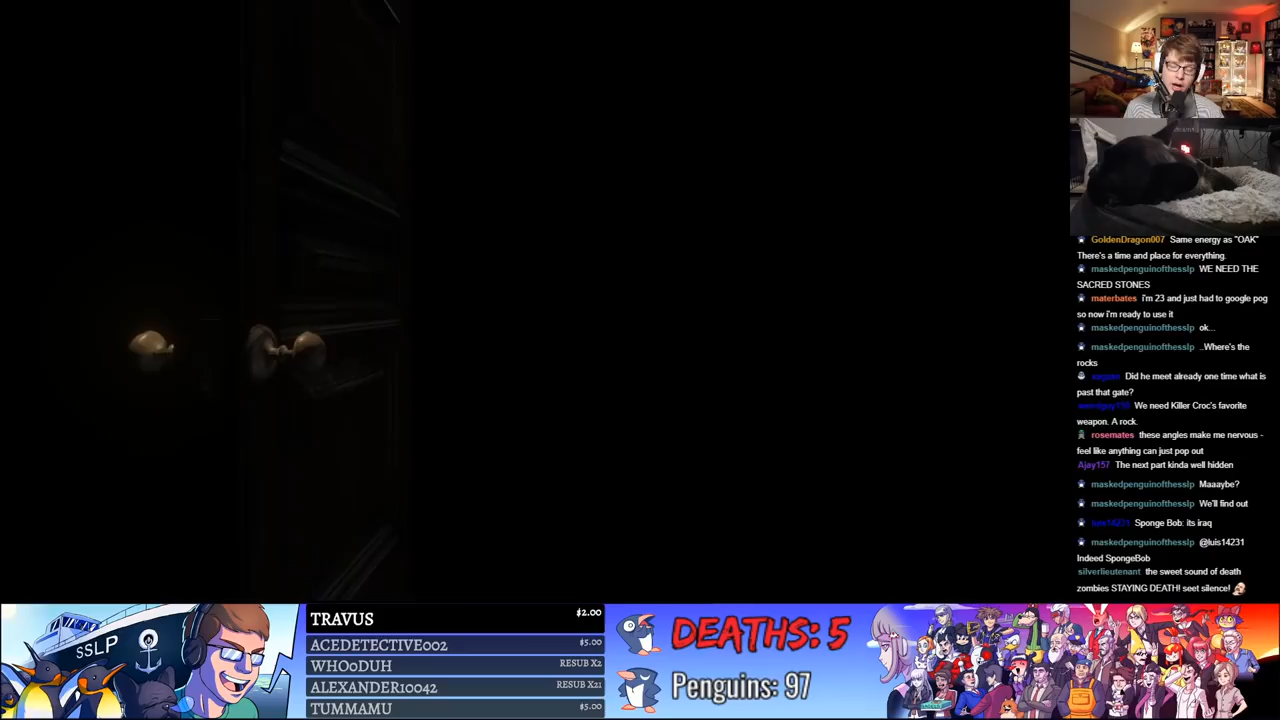 GoldenDragon007 Same energy as "OAK"
There's a time and place for everything.
maskedpenguinofthesslp WE NEED THE
SACRED STONES
materbates i'm 23 and just had to google pog
so now i'm ready to use it
maskedpenguinofthesslp ok...
maskedpenguinofthesslp ..Where's the
rocks
Did he meet already one time what is
past that gate?
We need Killer Croc's favorite
weapon. A rock.
rosemates these angles make me nervous -
feel like anything can just pop out
Ajay157 The next part kinda well hidden
maskedpenguinofthesslp Maaaybe?
maskedpenguinofthesslp We'll find out
luis14231 Sponge Bob: its iraq
maskedpenguinofthesslp @luis14231
Indeed SpongeBob
silverlieutenant the sweet sound of death
zombies STAYING DEATH! seet silence!
SSLP
TRAVUS $2.00
ACEDETECTIVE002 $5.00
WHO0DUH RESUB X2
ALEXANDER10042 RESUB X21
TUMMAMU $5.00
DEATHS: 5
Penguins: 97